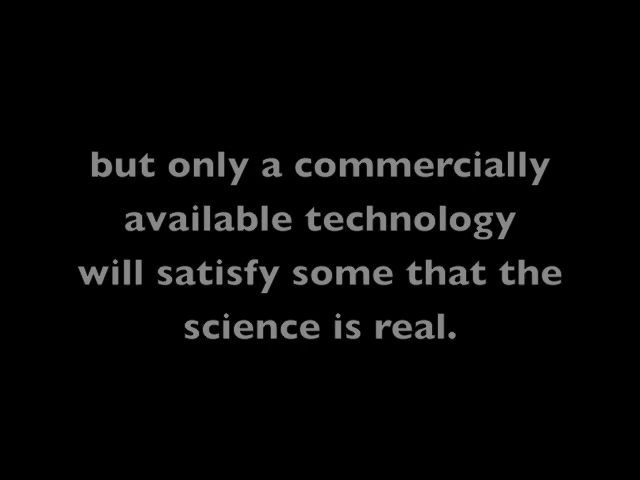 but only a commercially
available technology
will satisfy some that the
science is real.